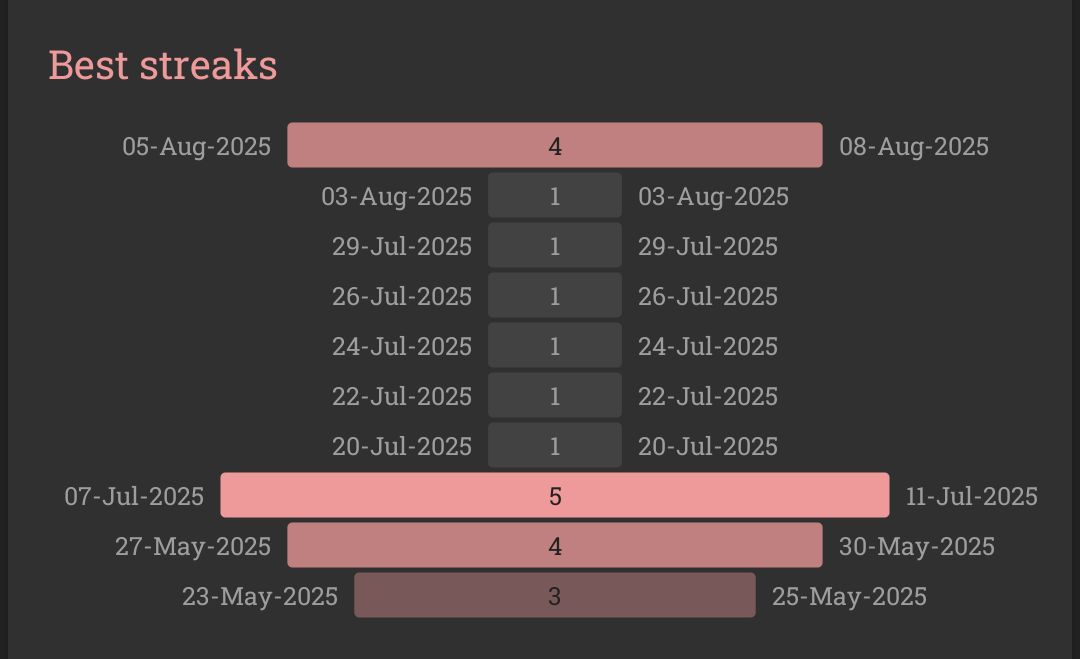 Best streaks
05-Aug-2025 4 08-Aug-2025
03-Aug-2025 1 03-Aug-2025
29-Jul-2025 1 29-Jul-2025
26-Jul-2025 1 26-Jul-2025
24-Jul-2025 1 24-Jul-2025
22-Jul-2025 1 22-Jul-2025
20-Jul-2025 1 20-Jul-2025
07-Jul-2025 5 11-Jul-2025
27-May-2025 4 30-May-2025
23-May-2025 3 25-May-2025